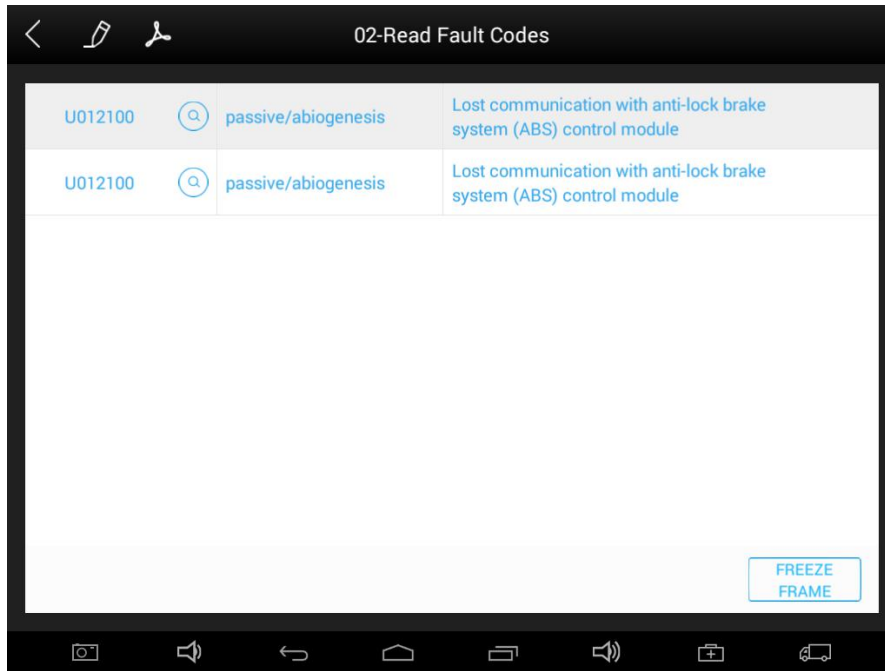 02-Read Fault Codes
U012100 passive/abiogenesis Lost communication with anti-lock brake
system (ABS) control module
U012100 passive/abiogenesis Lost communication with anti-lock brake
system (ABS) control module
FREEZE
FRAME